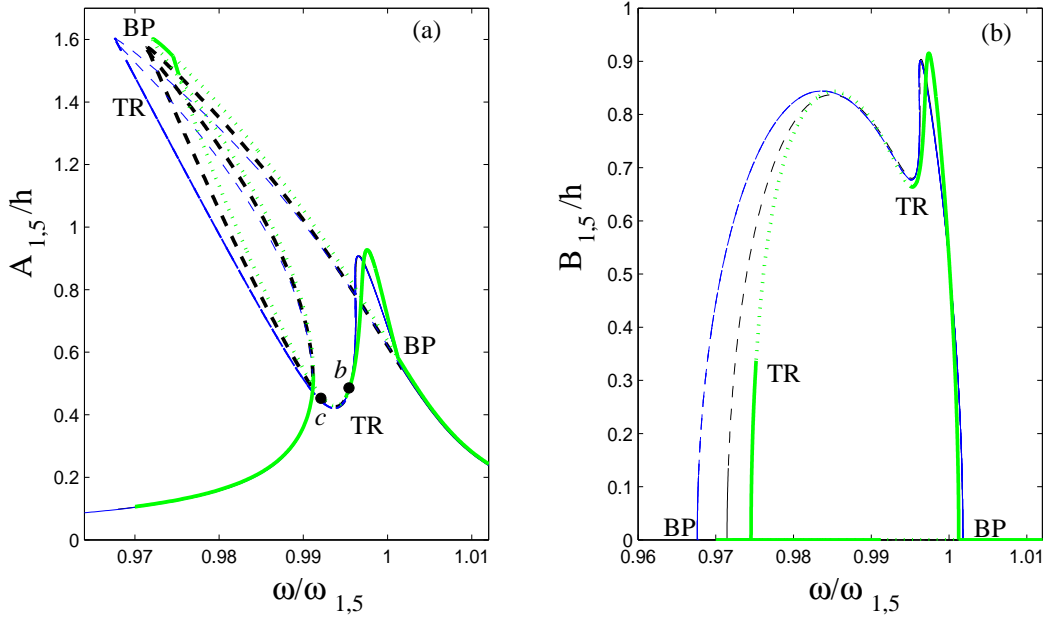 (a)
BP
TR
b
c
TR
BP
A 1,5 /h
1.6
1.4
1.2
1
0.8
0.6
0.4
0.2
0
0.97 0.98 0.99 1 1.01
ω/ω 1,5
(b)
TR
TR
BP
BP
B 1,5 /h
1
0.9
0.8
0.7
0.6
0.5
0.4
0.3
0.2
0.1
0
0.96 0.97 0.98 0.99 1 1.01
ω/ω 1,5